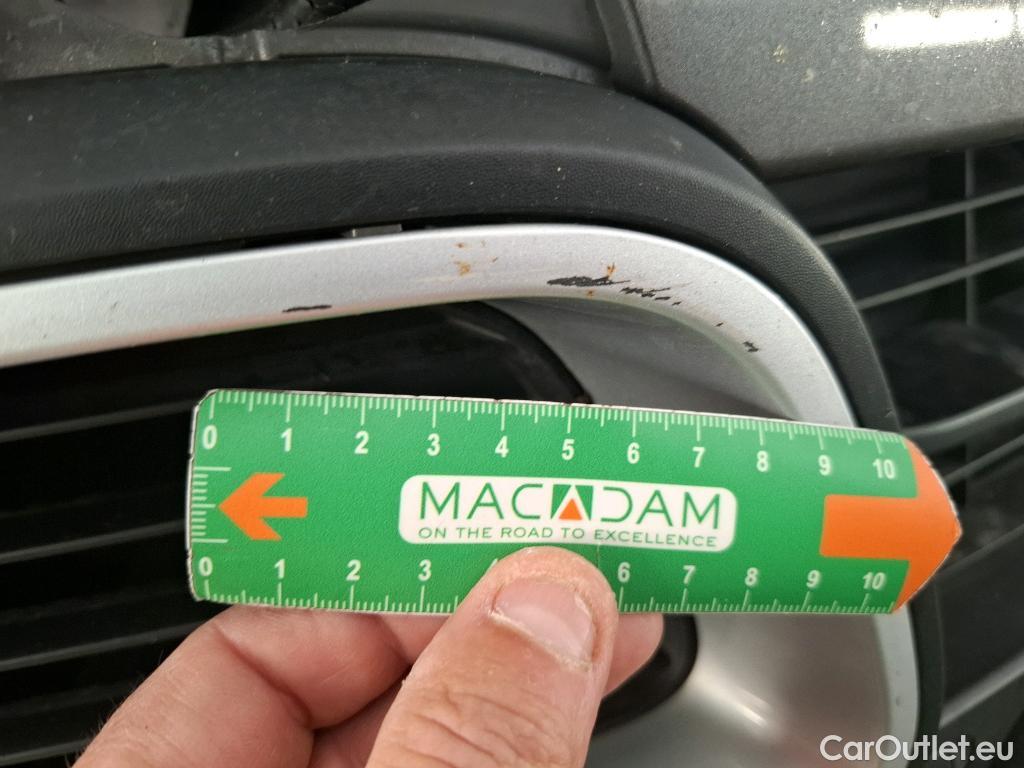 0 1 2 3 4 5 6 7 8 9 10
MACADAM
ON THE ROAD TO EXCELLENCE
0 1 2 3 6 7 8 9 10
CarOutlet.eu